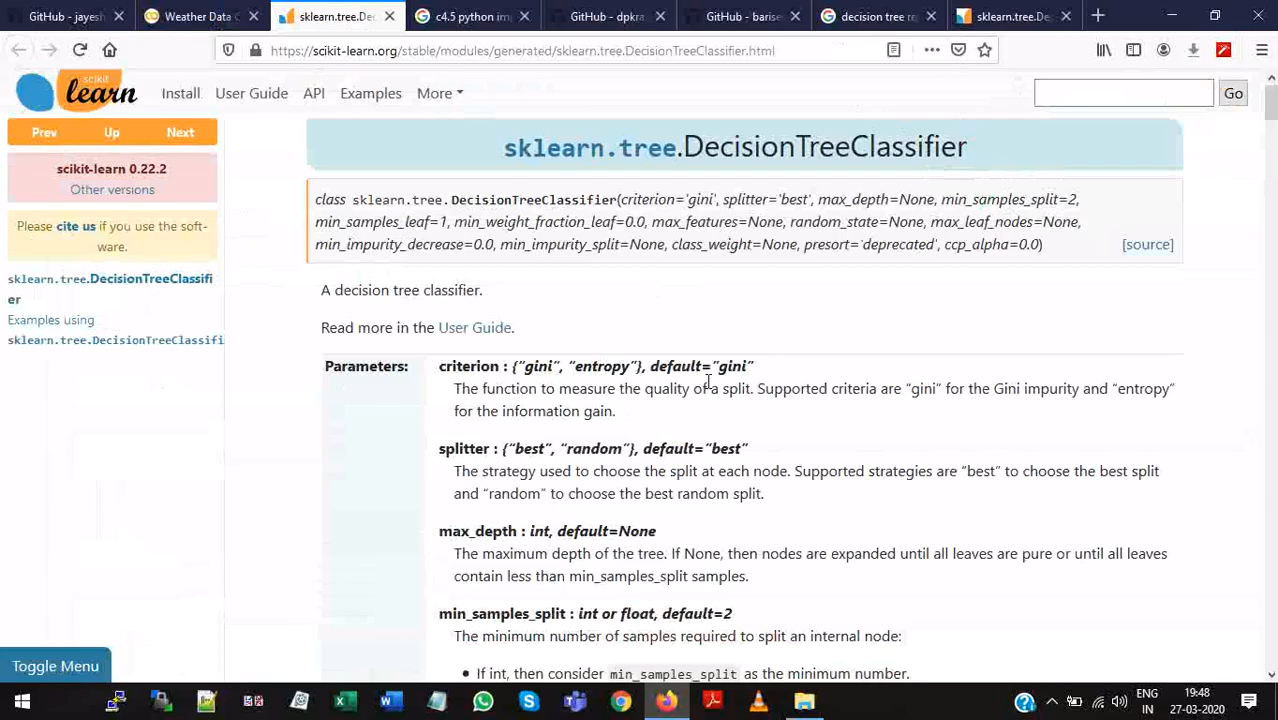 GitHub - jayesh
Weather Data C
sklearn.tree.Dec
c4.5 python imp
GitHub - dpkra
GitHub - barise
decision tree re
sklearn.tree.De
https://scikit-learn.org/stable/modules/generated/sklearn.tree.DecisionTreeClassifier.html
scikit
learn
Install User Guide API Examples More
Go
Prev Up Next
scikit-learn 0.22.2
Other versions
Please cite us if you use the soft-
ware.
sklearn.tree.DecisionTreeClassifi
er
Examples using
sklearn.tree.DecisionTreeClassifi
sklearn.tree.DecisionTreeClassifier
class sklearn.tree.DecisionTreeClassifier(criterion='gini', splitter='best', max_depth=None, min_samples_split=2,
min_samples_leaf=1, min_weight_fraction_leaf=0.0, max_features=None, random_state=None, max_leaf_nodes=None,
min_impurity_decrease=0.0, min_impurity_split=None, class_weight=None, presort='deprecated', ccp_alpha=0.0) [source]
A decision tree classifier.
Read more in the User Guide.
Parameters:
criterion : {“gini”, “entropy”}, default=”gini”
The function to measure the quality of a split. Supported criteria are “gini” for the Gini impurity and “entropy”
for the information gain.
splitter : {“best”, “random”}, default=”best”
The strategy used to choose the split at each node. Supported strategies are “best” to choose the best split
and “random” to choose the best random split.
max_depth : int, default=None
The maximum depth of the tree. If None, then nodes are expanded until all leaves are pure or until all leaves
contain less than min_samples_split samples.
min_samples_split : int or float, default=2
The minimum number of samples required to split an internal node:
• If int, then consider min_samples_split as the minimum number.
Toggle Menu
ENG
IN
19:48
27-03-2020